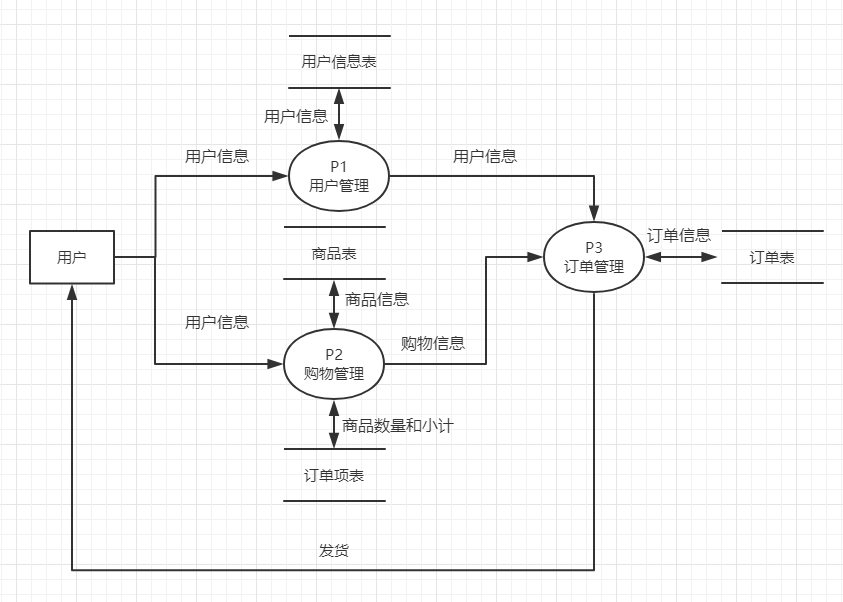 用户信息表
用户信息
用户信息
用户信息
P1
用户管理
商品表
用户
P3
订单管理
订单信息
订单表
商品信息
用户信息
P2
购物管理
购物信息
商品数量和小计
订单项表
发货